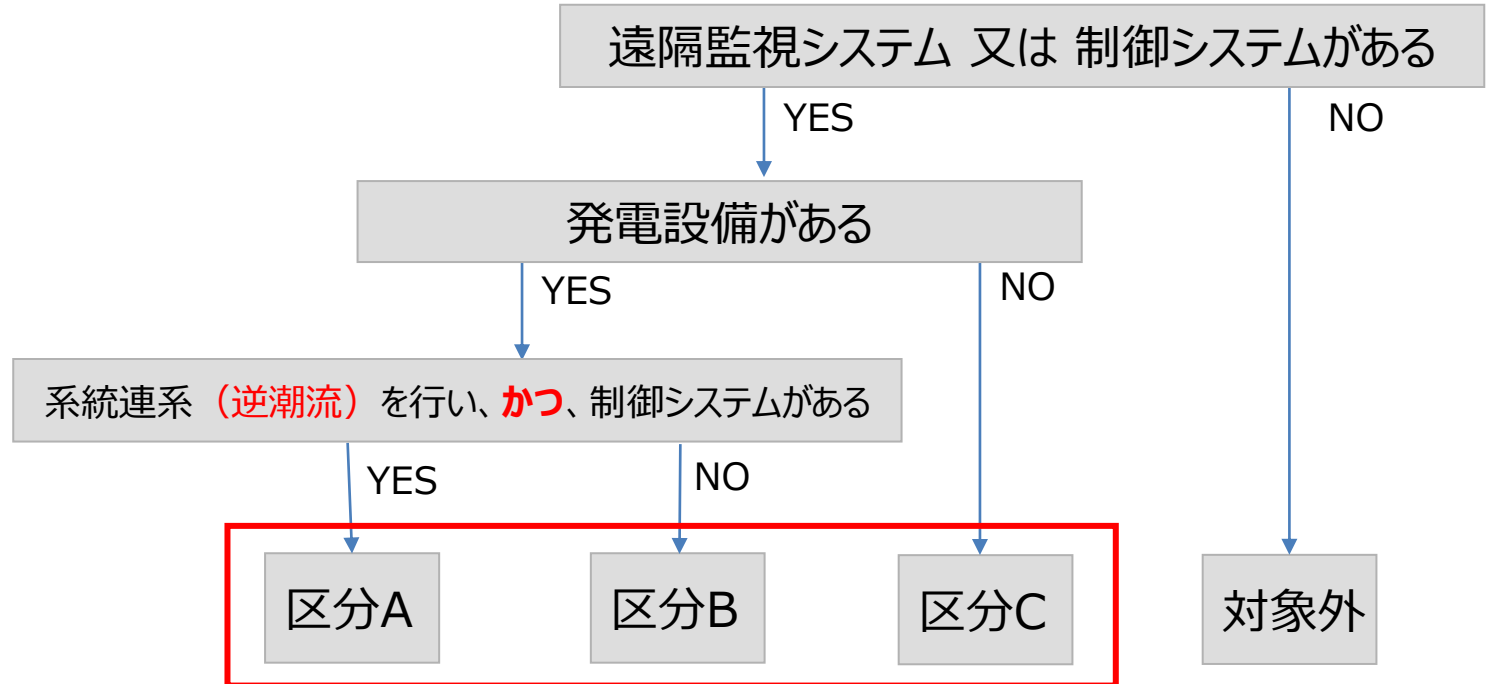 遠隔監視システム 又は 制御システムがある
YES
NO
発電設備がある
YES
NO
系統連系（逆潮流）を行い、かつ、制御システムがある
YES
NO
区分A
区分B
区分C
対象外